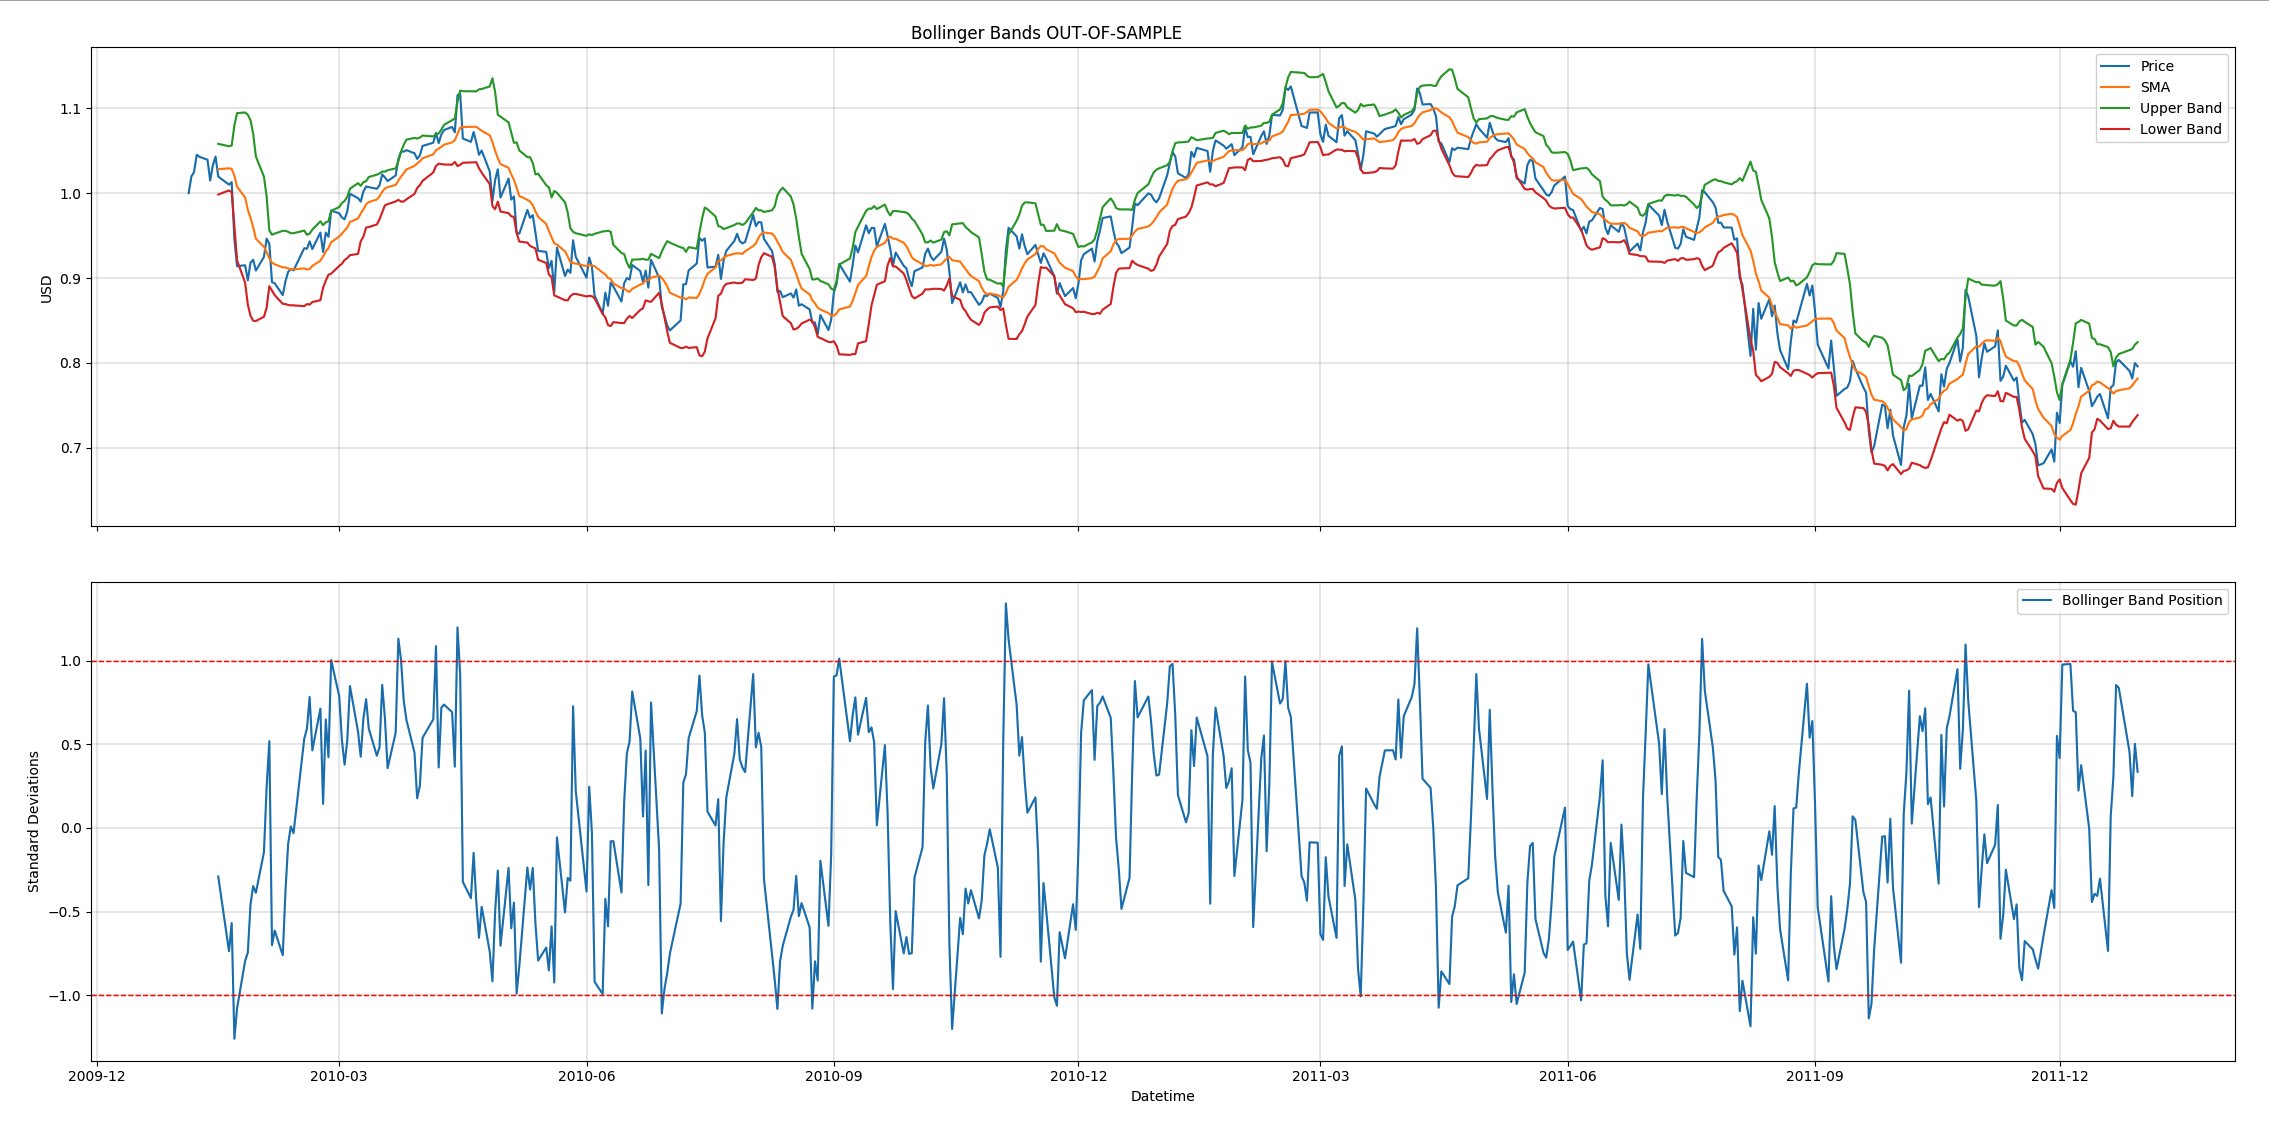 Bollinger Bands OUT-OF-SAMPLE
Price
SMA
Upper Band
Lower Band
1.1
1.0
0.9
0.8
0.7
USD
Bollinger Band Position
1.0
0.5
0.0
−0.5
−1.0
Standard Deviations
2009-12 2010-03 2010-06 2010-09 2010-12 2011-03 2011-06 2011-09 2011-12
Datetime